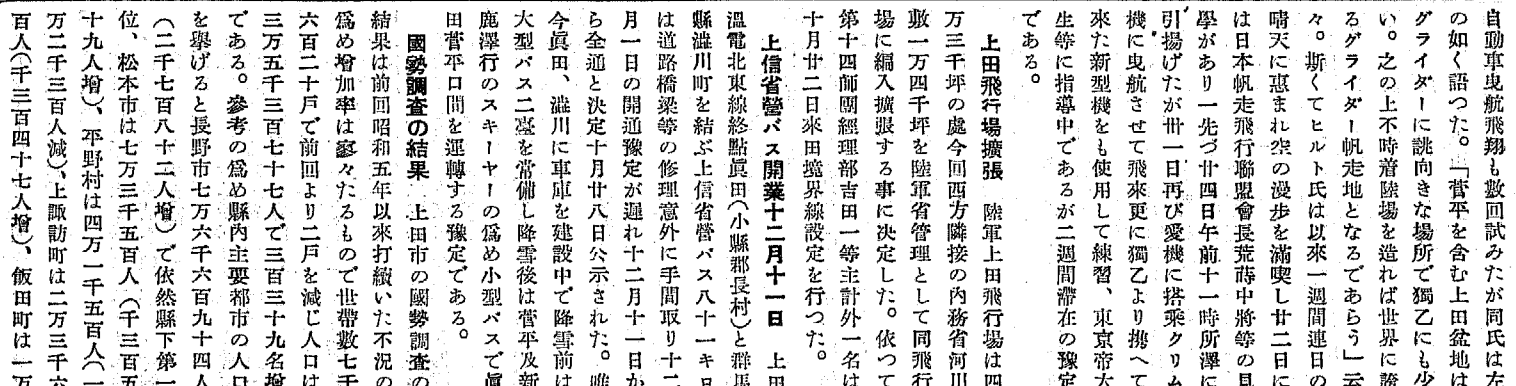 自動車曳航飛翔も數回試みたが同氏は左
の如く語つた。「菅平を含む上田盆地は
グライダーに誂向きな場所で獨乙にも少
い。之の上不時着陸場を造れば世界に誇
るグライダー帆走地となるであらう」云
々。斯くてヒルト氏は以來一週間連日の
晴天に惠まれ空の漫步を滿喫し廿二日に
は日本帆走飛行聯盟會長荒蒔中將等の見
學があり一先づ廿四日午前十一時所澤に
引揚げたが卅一日再び愛機に搭乘クリム
機に曳航させて飛來更に獨乙より携へて
來た新型機をも使用して練習、東京帝大
生等に指導中であるが二週間滯在の豫定
である。
上田飛行場擴張　陸軍上田飛行場は四
万三千坪の處今回西方隣接の内務省河川
敷一万四千坪を陸軍省管理として同飛行
場に編入擴張する事に決定した。依つて
第十四師團經理部吉田一等主計外一名は
十月廿二日來田境界線設定を行つた。
上信省營バス開業十二月十一日　上田
溫電北東線終點眞田(小縣郡長村)と群馬
縣澁川町を結ぶ上信省營バス八十一キロ
は道路橋梁等の修理意外に手間取り十二
月一日の開通豫定が遲れ十二月十一日か
ら全通と決定十月廿八日公示された。唯
今眞田、澁川に車庫を建設中で降雪前は
大型バス二臺を常備し降雪後は菅平及新
鹿澤行のスキーヤーの爲め小型バスで眞
田菅平口間を運轉する豫定である。
國勢調査の結果　上田市の國勢調査の
結果は前回昭和五年以來打續いた不況の
爲め增加率は寥々たるもので世帶數七千
六百二十戶で前回より二戶を減じ人口は
三万五千三百七十七人で三百三十九名增
である。參考の爲め縣内主要都市の人口
を擧げると長野市七万六千六百九十四人
(二千七百八十二人增)で依然縣下第一
位、松本市は七万三千五百人(千三百五
十九人增)、平野村は四万一千五百人(一
万二千三百人減)、上諏訪町は二万三千六
百人(千三百四十七人增)、飯田町は一万